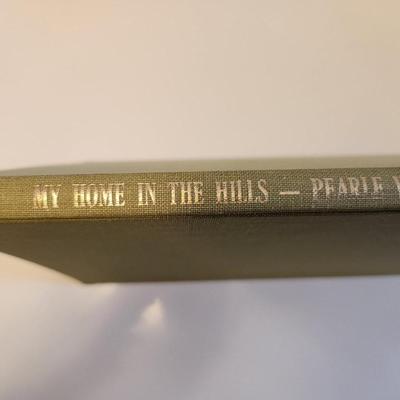 MY HOME IN THE HILLS — PEARLE